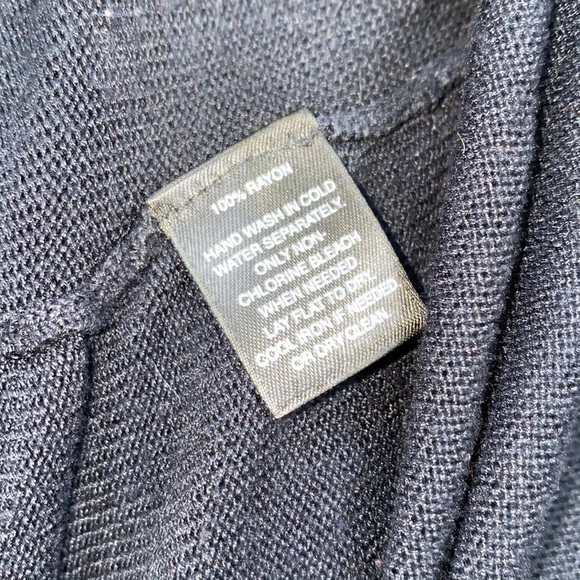 100% RAYON
HAND WASH IN COLD
WATER SEPARATELY.
ONLY NON-
CHLORINE BLEACH
WHEN NEEDED
LAY FLAT TO DRY.
COOL IRON IF NEEDED
OR DRY CLEAN.